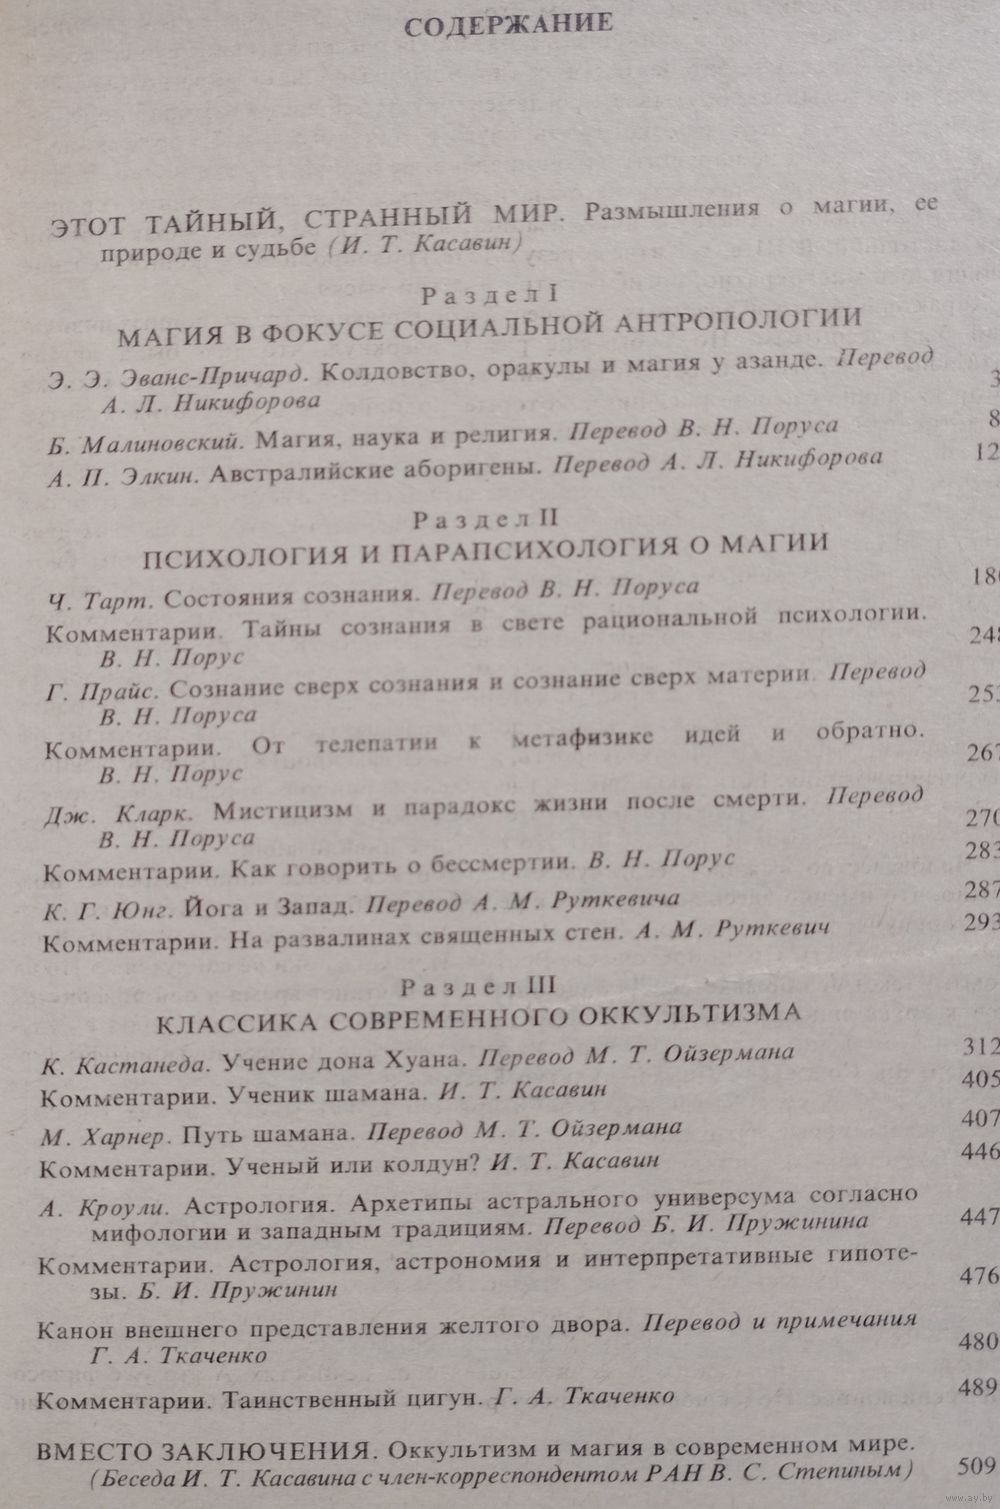 СОДЕРЖАНИЕ
ЭТОТ ТАЙНЫЙ, СТРАННЫЙ МИР. Размышления о магии, ее
природе и судьбе (И. Т. Касавин)
Раздел I
МАГИЯ В ФОКУСЕ СОЦИАЛЬНОЙ АНТРОПОЛОГИИ
Э. Э. Эванс-Причард. Колдовство, оракулы и магия у азанде. Перевод
А. Л. Никифорова
Б. Малиновский. Магия, наука и религия. Перевод В. Н. Поруса
А. П. Элкин. Австралийские аборигены. Перевод А. Л. Никифорова
Раздел II
ПСИХОЛОГИЯ И ПАРАПСИХОЛОГИЯ О МАГИИ
Ч. Тарт. Состояния сознания. Перевод В. Н. Поруса 180
Комментарии. Тайны сознания в свете рациональной психологии.
В. Н. Порус 248
Г. Прайс. Сознание сверх сознания и сознание сверх материи. Перевод
В. Н. Поруса 253
Комментарии. От телепатии к метафизике идей и обратно.
В. Н. Порус 267
Дж. Кларк. Мистицизм и парадокс жизни после смерти. Перевод
В. Н. Поруса 270
Комментарии. Как говорить о бессмертии. В. Н. Порус 283
К. Г. Юнг. Йога и Запад. Перевод А. М. Руткевича 287
Комментарии. На развалинах священных стен. А. М. Руткевич 293
Раздел III
КЛАССИКА СОВРЕМЕННОГО ОККУЛЬТИЗМА
К. Кастанеда. Учение дона Хуана. Перевод М. Т. Ойзермана 312
Комментарии. Ученик шамана. И. Т. Касавин 405
М. Харнер. Путь шамана. Перевод М. Т. Ойзермана 407
Комментарии. Ученый или колдун? И. Т. Касавин 446
А. Кроули. Астрология. Архетипы астрального универсума согласно
мифологии и западным традициям. Перевод Б. И. Пружинина 447
Комментарии. Астрология, астрономия и интерпретативные гипоте-
зы. Б. И. Пружинин 476
Канон внешнего представления желтого двора. Перевод и примечания
Г. А. Ткаченко 480
Комментарии. Таинственный цигун. Г. А. Ткаченко 489
ВМЕСТО ЗАКЛЮЧЕНИЯ. Оккультизм и магия в современном мире.
(Беседа И. Т. Касавина с член-корреспондентом РАН В. С. Степиным) 509
www.ay.by